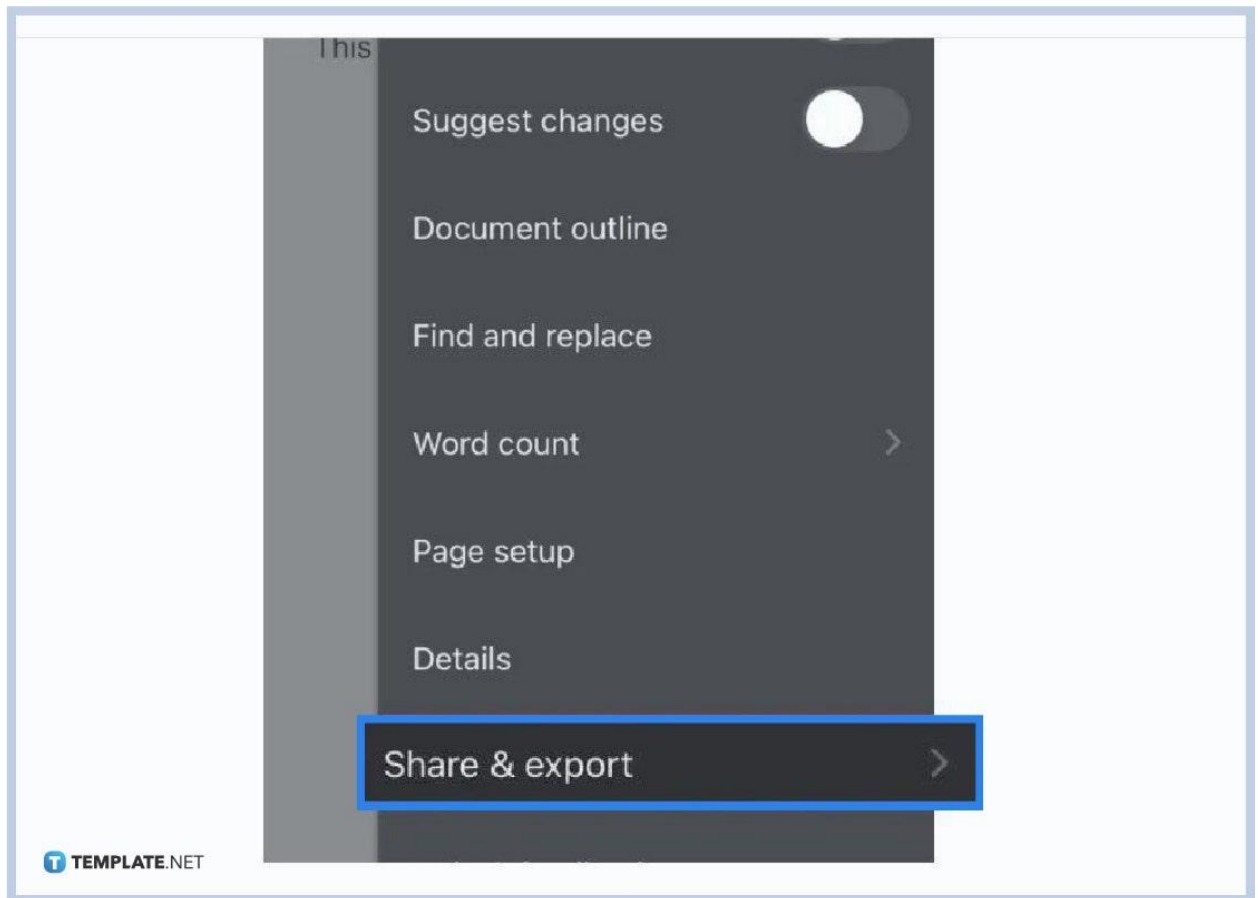 This
Suggest changes
Document outline
Find and replace
Word count
Page setup
Details
Share & export
T TEMPLATE.NET